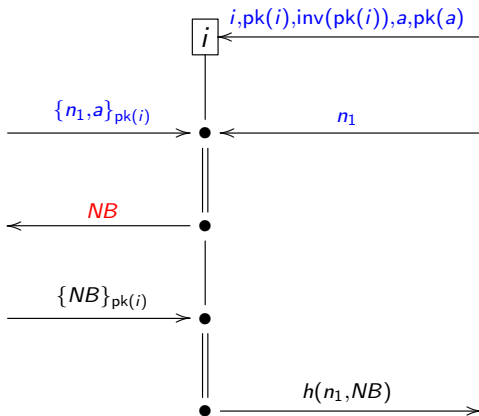 i,pk(i),inv(pk(i)),a,pk(a)
i
{n₁,a}ₚₖ₍ᵢ₎
n₁
NB
{NB}ₚₖ₍ᵢ₎
h(n₁,NB)